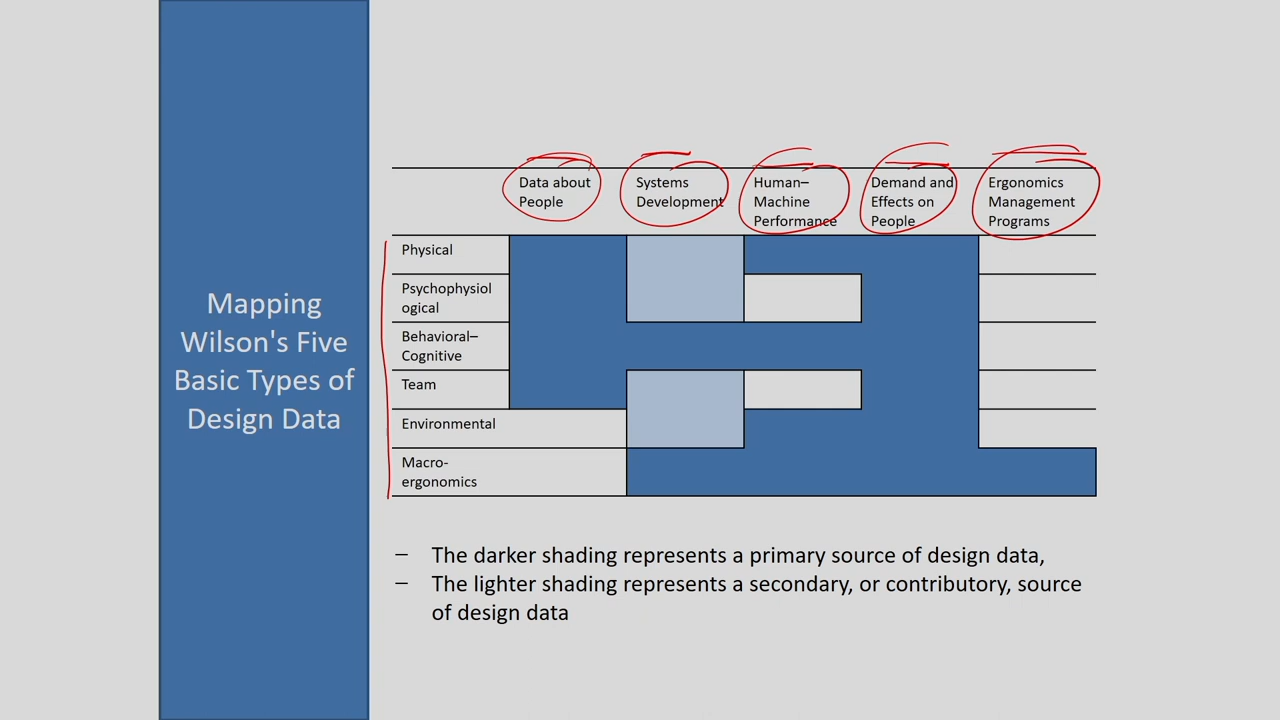 Mapping
Wilson's Five
Basic Types of
Design Data
Data about
People
Systems
Development
Human–
Machine
Performance
Demand and
Effects on
People
Ergonomics
Management
Programs
Physical
Psychophysiol
ogical
Behavioral–
Cognitive
Team
Environmental
Macro-
ergonomics
– The darker shading represents a primary source of design data,
– The lighter shading represents a secondary, or contributory, source
of design data